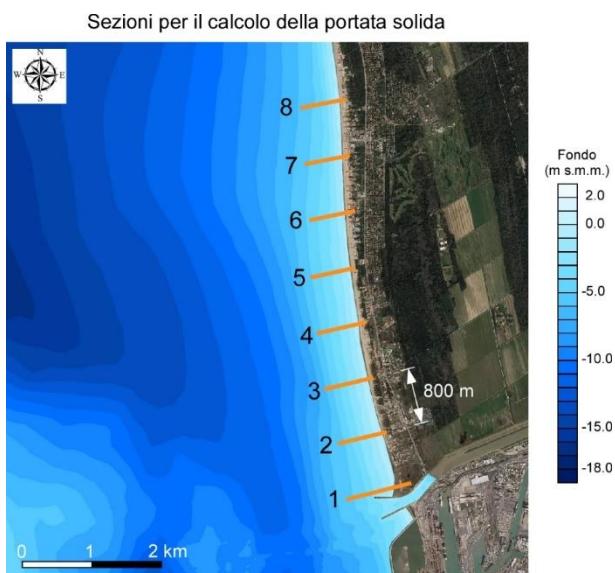 Sezioni per il calcolo della portata solida
N
W E
S
8
7
6
5
4
3
800 m
2
1
0 1 2 km
Fondo
(m s.m.m.)
2.0
0.0
-5.0
-10.0
-15.0
-18.0